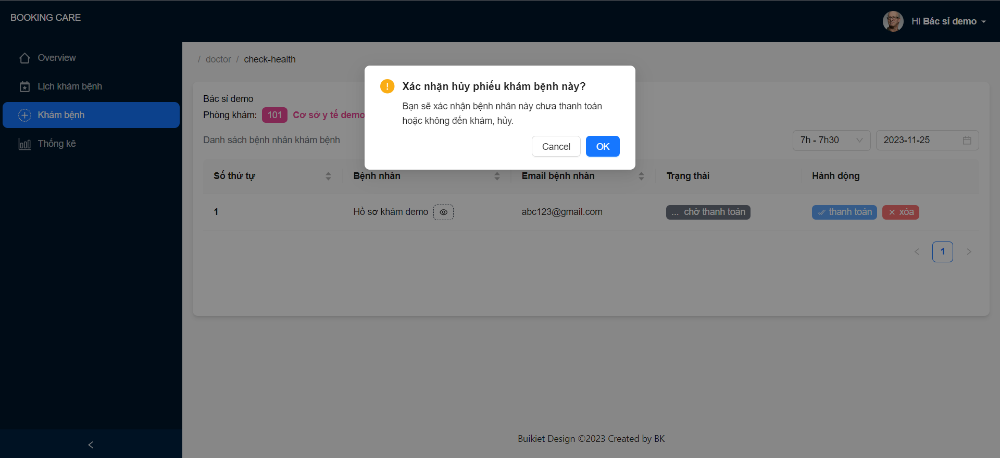 BOOKING CARE
Hi Bác sỉ demo
Overview
Lịch khám bệnh
Khám bệnh
Thống kê
/ doctor / check-health
Xác nhận hủy phiếu khám bệnh này?
Bạn sẽ xác nhận bệnh nhân này chưa thanh toán
hoặc không đến khám, hủy.
Cancel OK
Bác sỉ demo
Phòng khám: 101 Cơ sở y tế demo
Danh sách bệnh nhân khám bệnh
7h - 7h30 2023-11-25
Số thứ tự Bệnh nhân Email bệnh nhân Trạng thái Hành động
1 Hồ sơ khám demo abc123@gmail.com ... chờ thanh toán thanh toán xóa
1
Buikiet Design ©2023 Created by BK